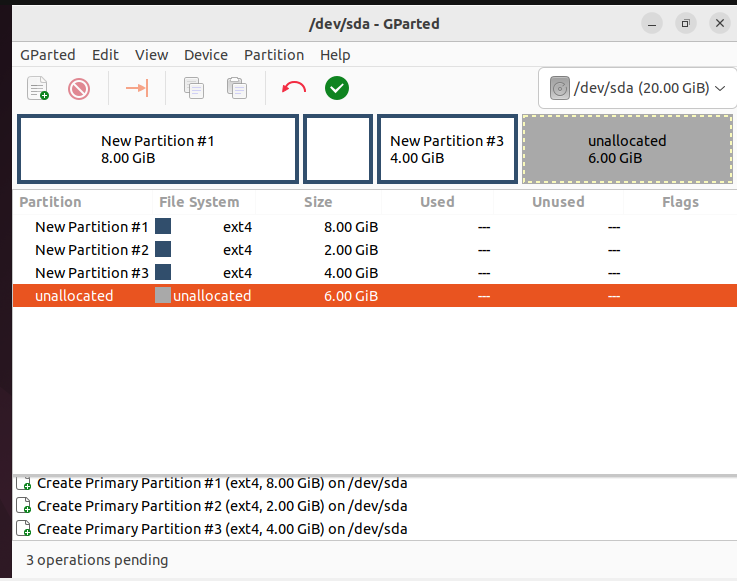 /dev/sda - GParted
GParted Edit View Device Partition Help
/dev/sda (20.00 GiB)
New Partition #1
8.00 GiB
New Partition #3
4.00 GiB
unallocated
6.00 GiB
Partition File System Size Used Unused Flags
New Partition #1 ext4 8.00 GiB --- ---
New Partition #2 ext4 2.00 GiB --- ---
New Partition #3 ext4 4.00 GiB --- ---
unallocated unallocated 6.00 GiB --- ---
Create Primary Partition #1 (ext4, 8.00 GiB) on /dev/sda
Create Primary Partition #2 (ext4, 2.00 GiB) on /dev/sda
Create Primary Partition #3 (ext4, 4.00 GiB) on /dev/sda
3 operations pending